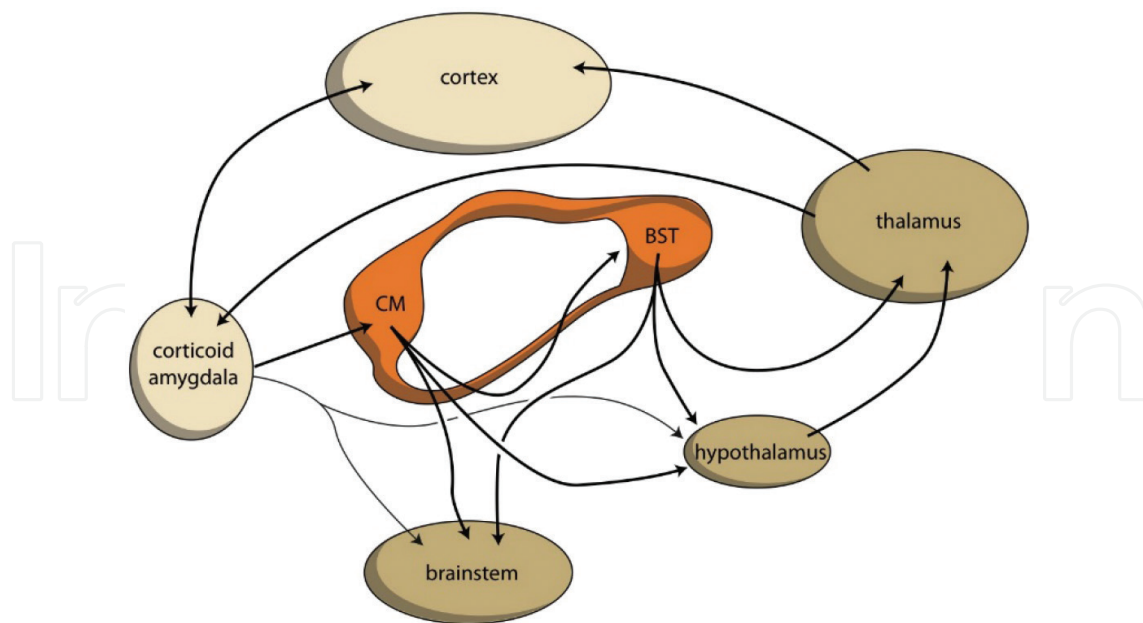 cortex
thalamus
BST
CM
corticoid
amygdala
hypothalamus
brainstem